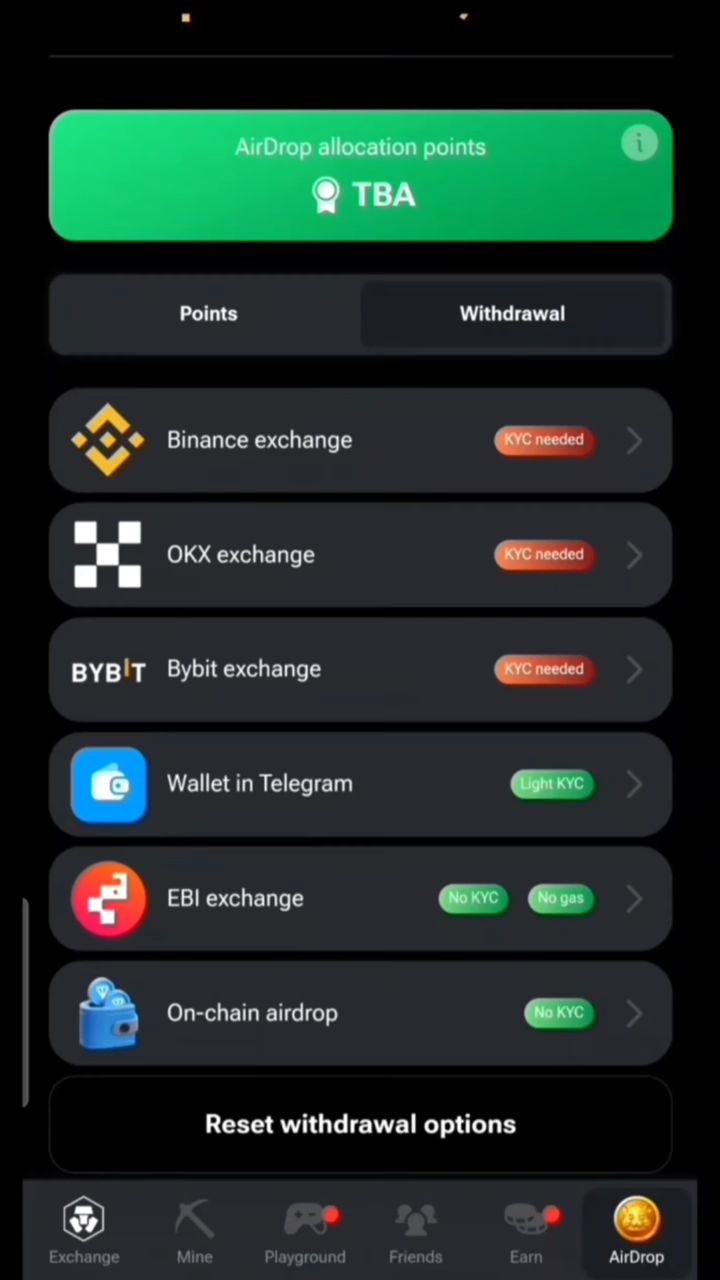 AirDrop allocation points
TBA
Points
Withdrawal
Binance exchange
KYC needed
OKX exchange
KYC needed
BYBIT
Bybit exchange
KYC needed
Wallet in Telegram
Light KYC
EBI exchange
No KYC
No gas
On-chain airdrop
No KYC
Reset withdrawal options
Exchange
Mine
Playground
Friends
Earn
AirDrop